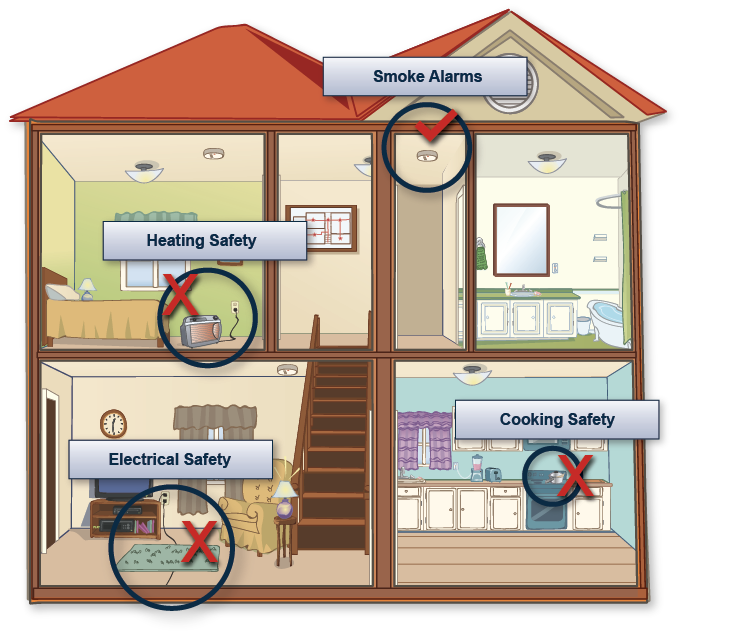 Smoke Alarms
Heating Safety
Cooking Safety
Electrical Safety